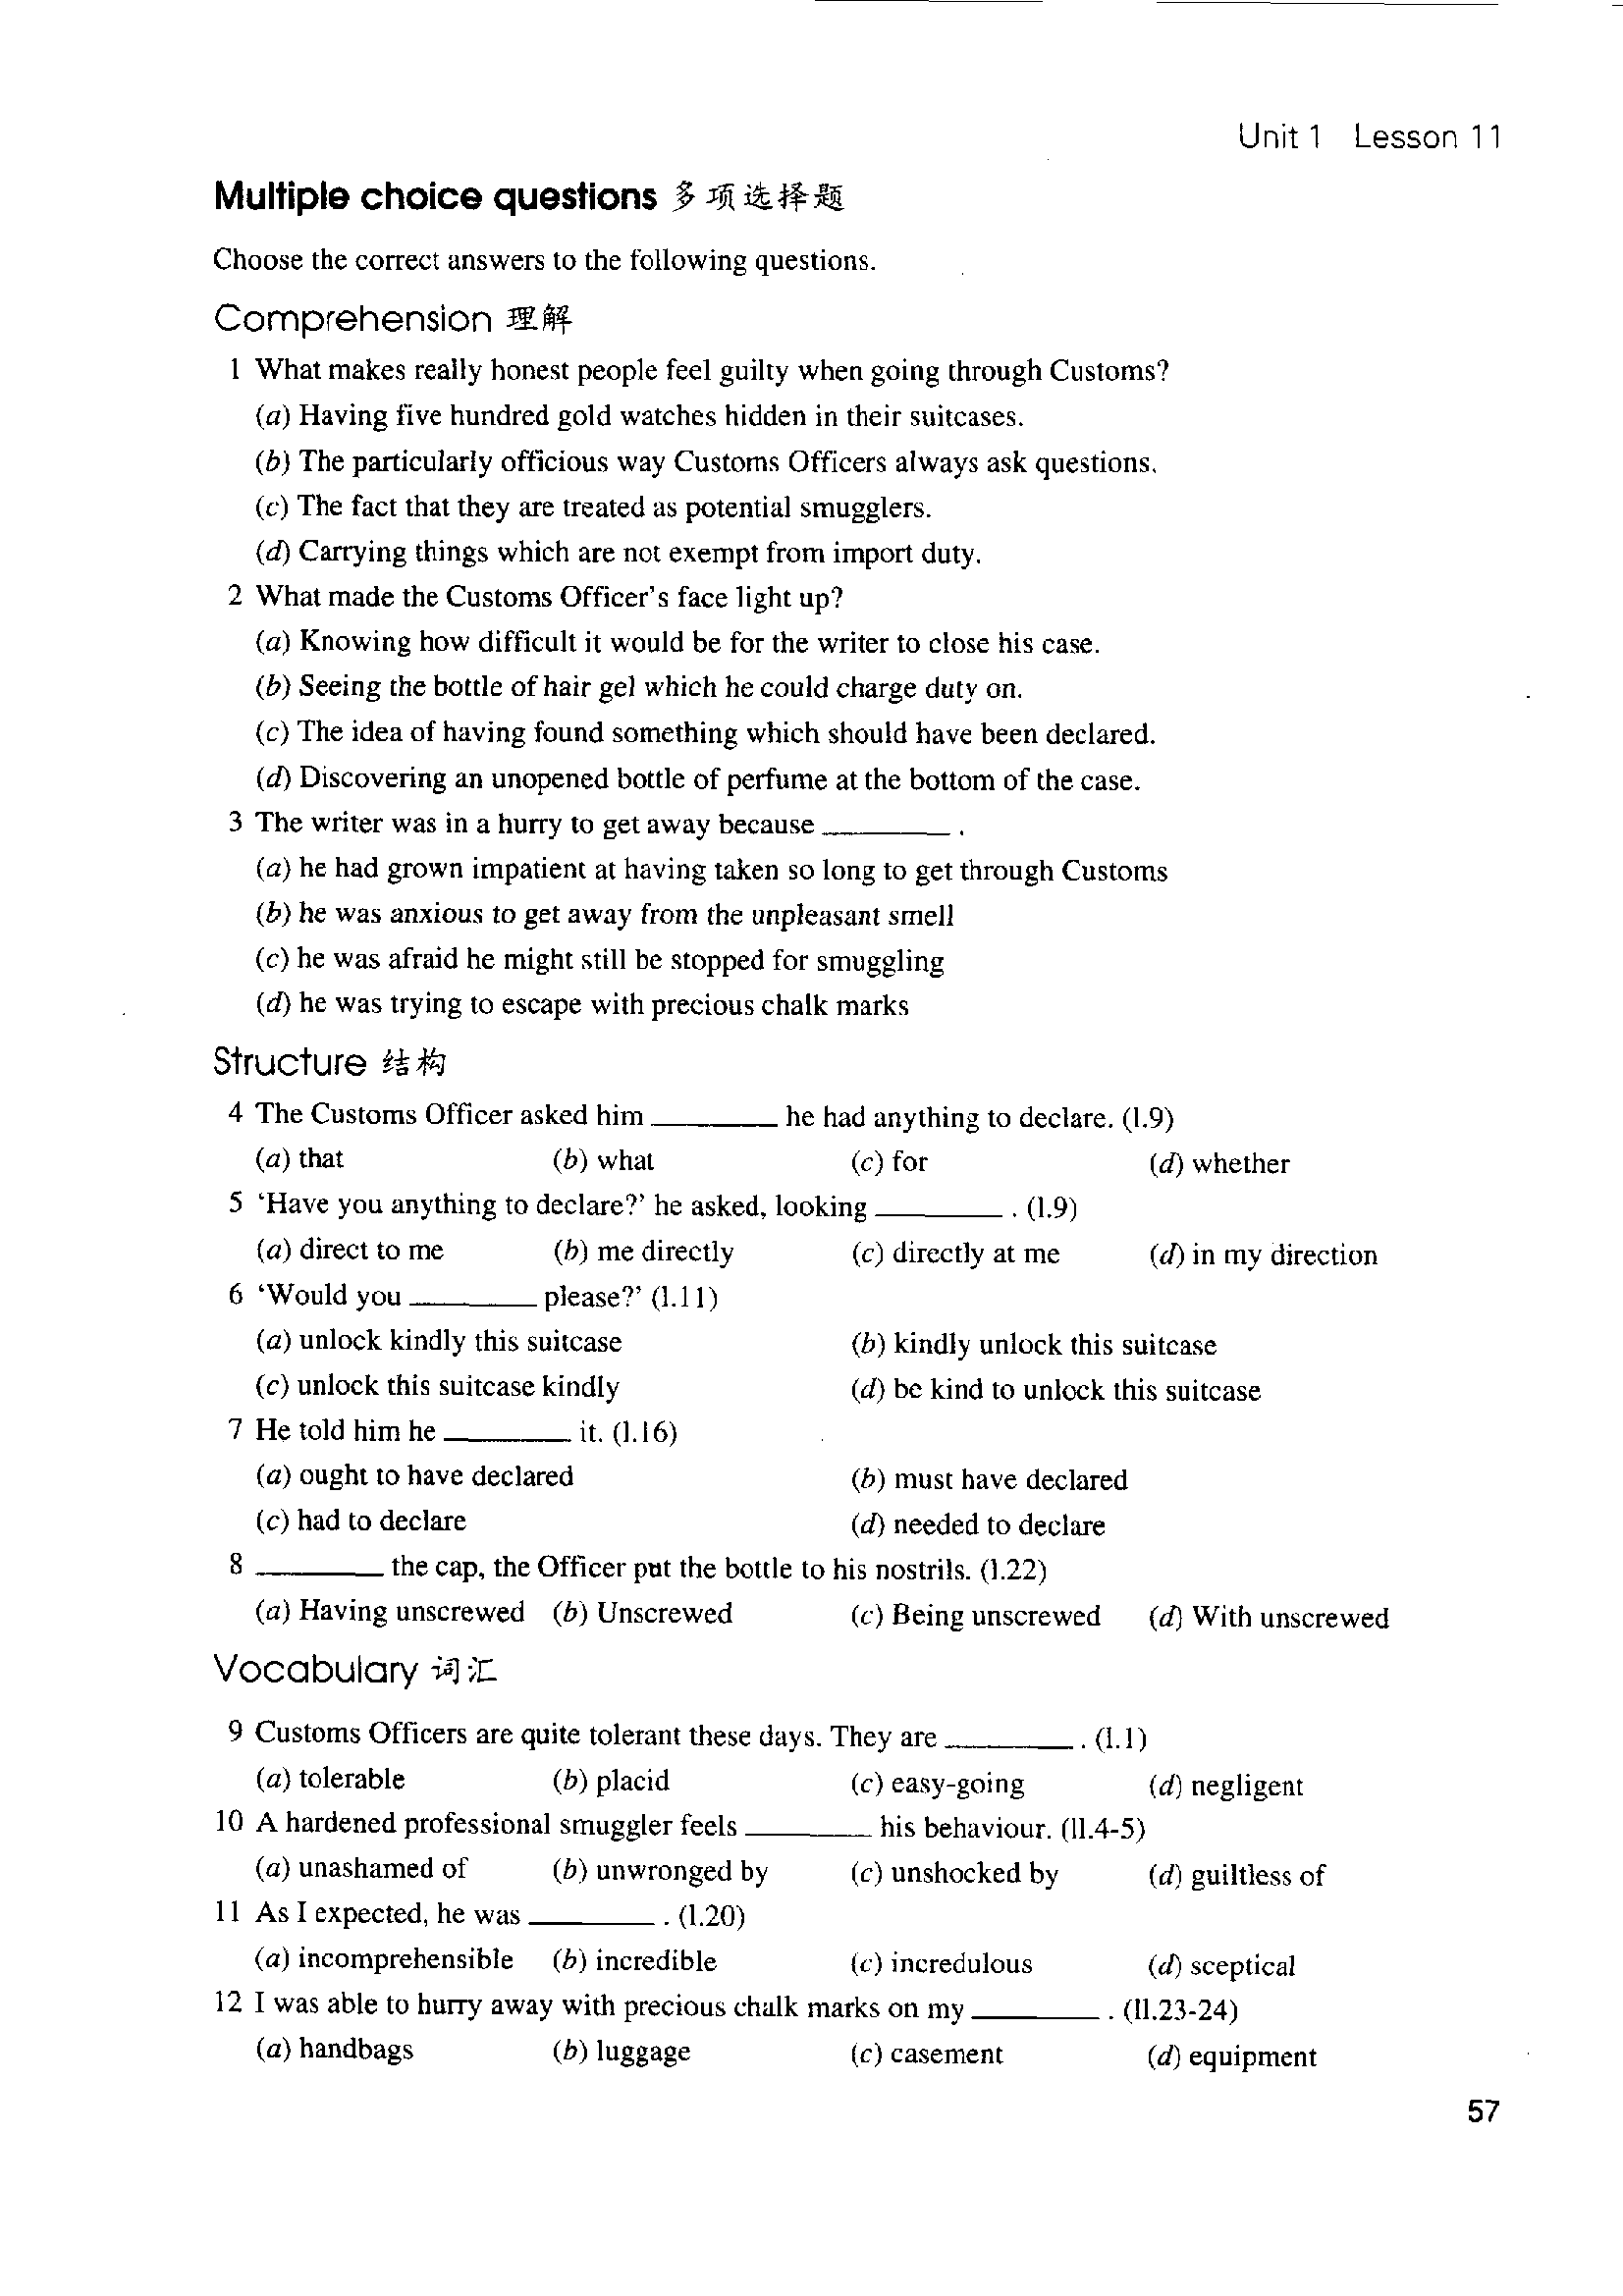 Unit 1 Lesson 11
Multiple choice questions 多项选择题
Choose the correct answers to the following questions.
Comprehension 理解
1 What makes really honest people feel guilty when going through Customs?
(a) Having five hundred gold watches hidden in their suitcases.
(b) The particularly officious way Customs Officers always ask questions.
(c) The fact that they are treated as potential smugglers.
(d) Carrying things which are not exempt from import duty.
2 What made the Customs Officer's face light up?
(a) Knowing how difficult it would be for the writer to close his case.
(b) Seeing the bottle of hair gel which he could charge duty on.
(c) The idea of having found something which should have been declared.
(d) Discovering an unopened bottle of perfume at the bottom of the case.
3 The writer was in a hurry to get away because ________ .
(a) he had grown impatient at having taken so long to get through Customs
(b) he was anxious to get away from the unpleasant smell
(c) he was afraid he might still be stopped for smuggling
(d) he was trying to escape with precious chalk marks
Structure 结构
4 The Customs Officer asked him ________ he had anything to declare. (l.9)
(a) that (b) what (c) for (d) whether
5 'Have you anything to declare?' he asked, looking ________ . (l.9)
(a) direct to me (b) me directly (c) directly at me (d) in my direction
6 'Would you ________ please?' (l.11)
(a) unlock kindly this suitcase (b) kindly unlock this suitcase
(c) unlock this suitcase kindly (d) be kind to unlock this suitcase
7 He told him he ________ it. (l.16)
(a) ought to have declared (b) must have declared
(c) had to declare (d) needed to declare
8 ________ the cap, the Officer put the bottle to his nostrils. (l.22)
(a) Having unscrewed (b) Unscrewed (c) Being unscrewed (d) With unscrewed
Vocabulary 词汇
9 Customs Officers are quite tolerant these days. They are ________ . (l.1)
(a) tolerable (b) placid (c) easy-going (d) negligent
10 A hardened professional smuggler feels ________ his behaviour. (ll.4-5)
(a) unashamed of (b) unwronged by (c) unshocked by (d) guiltless of
11 As I expected, he was ________ . (l.20)
(a) incomprehensible (b) incredible (c) incredulous (d) sceptical
12 I was able to hurry away with precious chalk marks on my ________ . (ll.23-24)
(a) handbags (b) luggage (c) casement (d) equipment
57